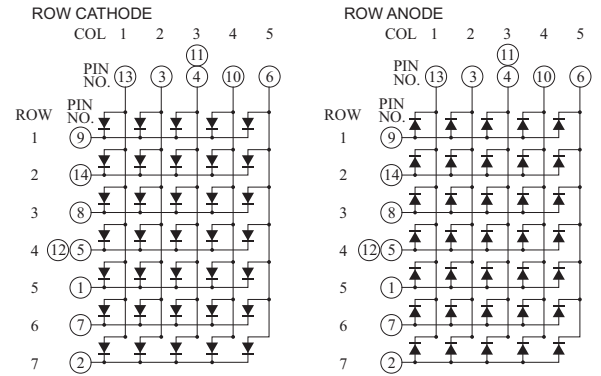 ROW CATHODE
COL 1 2 3 4 5
11
PIN NO. 13 3 4 10 6
ROW PIN NO.
1 9
2 14
3 8
4 12 5
5 1
6 7
7 2
ROW ANODE
COL 1 2 3 4 5
11
PIN NO. 13 3 4 10 6
ROW PIN NO.
1 9
2 14
3 8
4 12 5
5 1
6 7
7 2